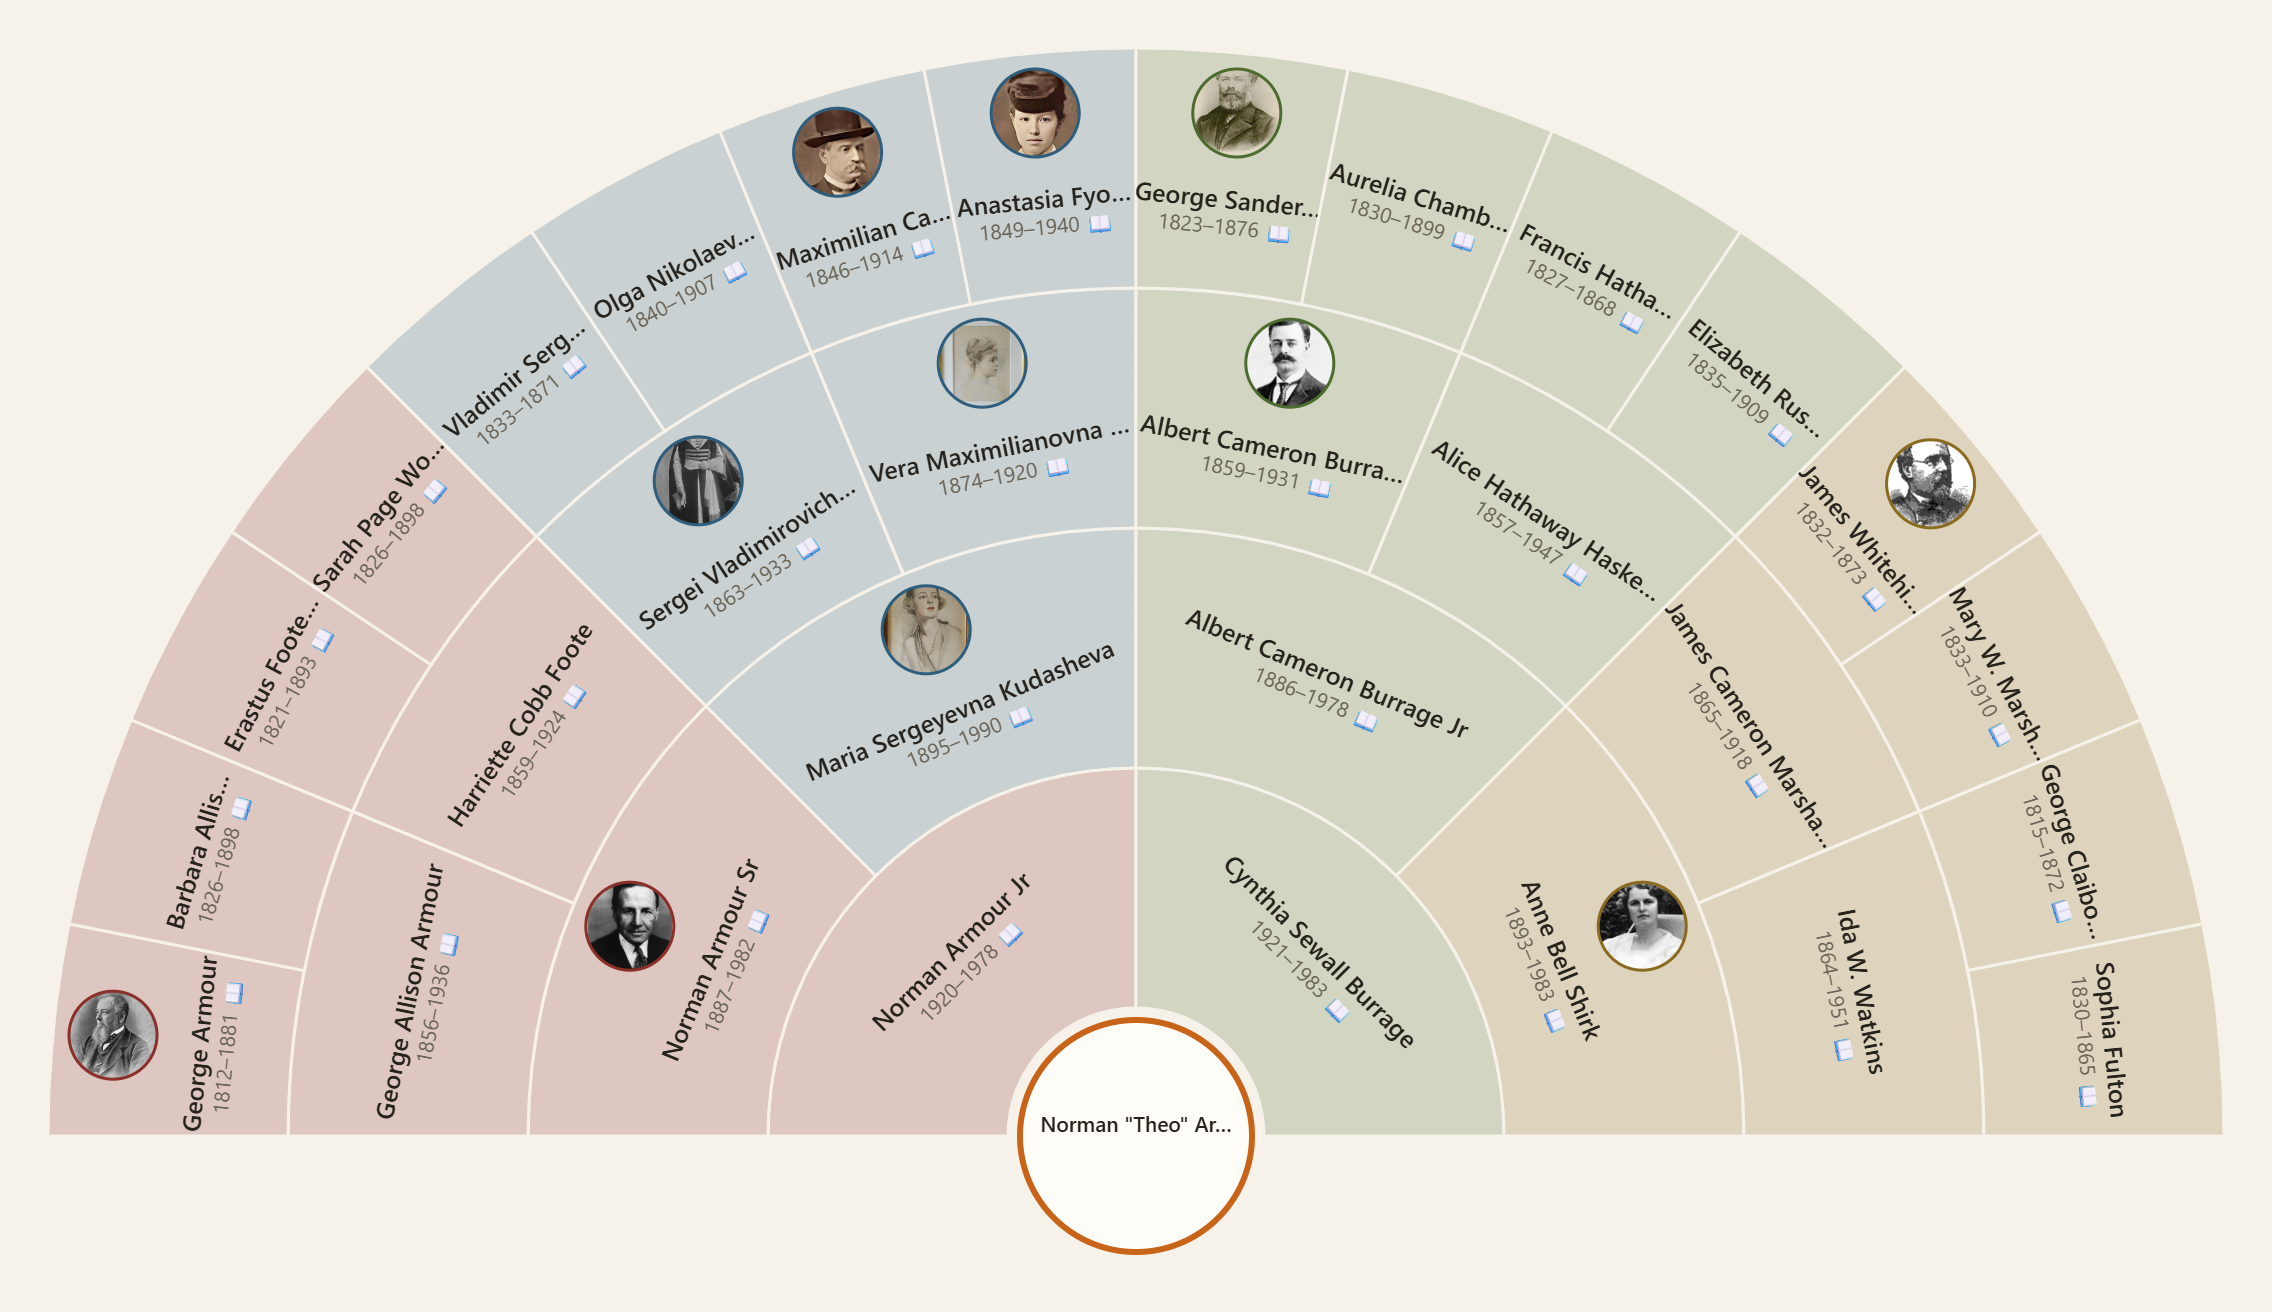 Anastasia Fyo...
1849–1940
George Sander...
1823–1876
Maximilian Ca...
1846–1914
Aurelia Chamb...
1830–1899
Olga Nikolaev...
1840–1907
Francis Hatha...
1827–1868
Vladimir Serg...
1833–1871
Elizabeth Rus...
1835–1909
Sarah Page Wo...
1826–1898
James Whitehi...
1832–1873
Erastus Foote...
1821–1893
Mary W. Marsh...
1833–1910
Barbara Allis...
1826–1898
George Claibo...
1815–1872
George Armour
1812–1881
Sophia Fulton
1830–1865
Vera Maximilianovna ...
1874–1920
Albert Cameron Burra...
1859–1931
Sergei Vladimirovich...
1863–1933
Alice Hathaway Haske...
1857–1947
Harriette Cobb Foote
1859–1924
James Cameron Marsha...
1865–1918
George Allison Armour
1856–1936
Ida W. Watkins
1864–1951
Maria Sergeyevna Kudasheva
1895–1990
Albert Cameron Burrage Jr
1886–1978
Norman Armour Sr
1887–1982
Anne Bell Shirk
1893–1983
Norman Armour Jr
1920–1978
Cynthia Sewall Burrage
1921–1983
Norman "Theo" Ar...